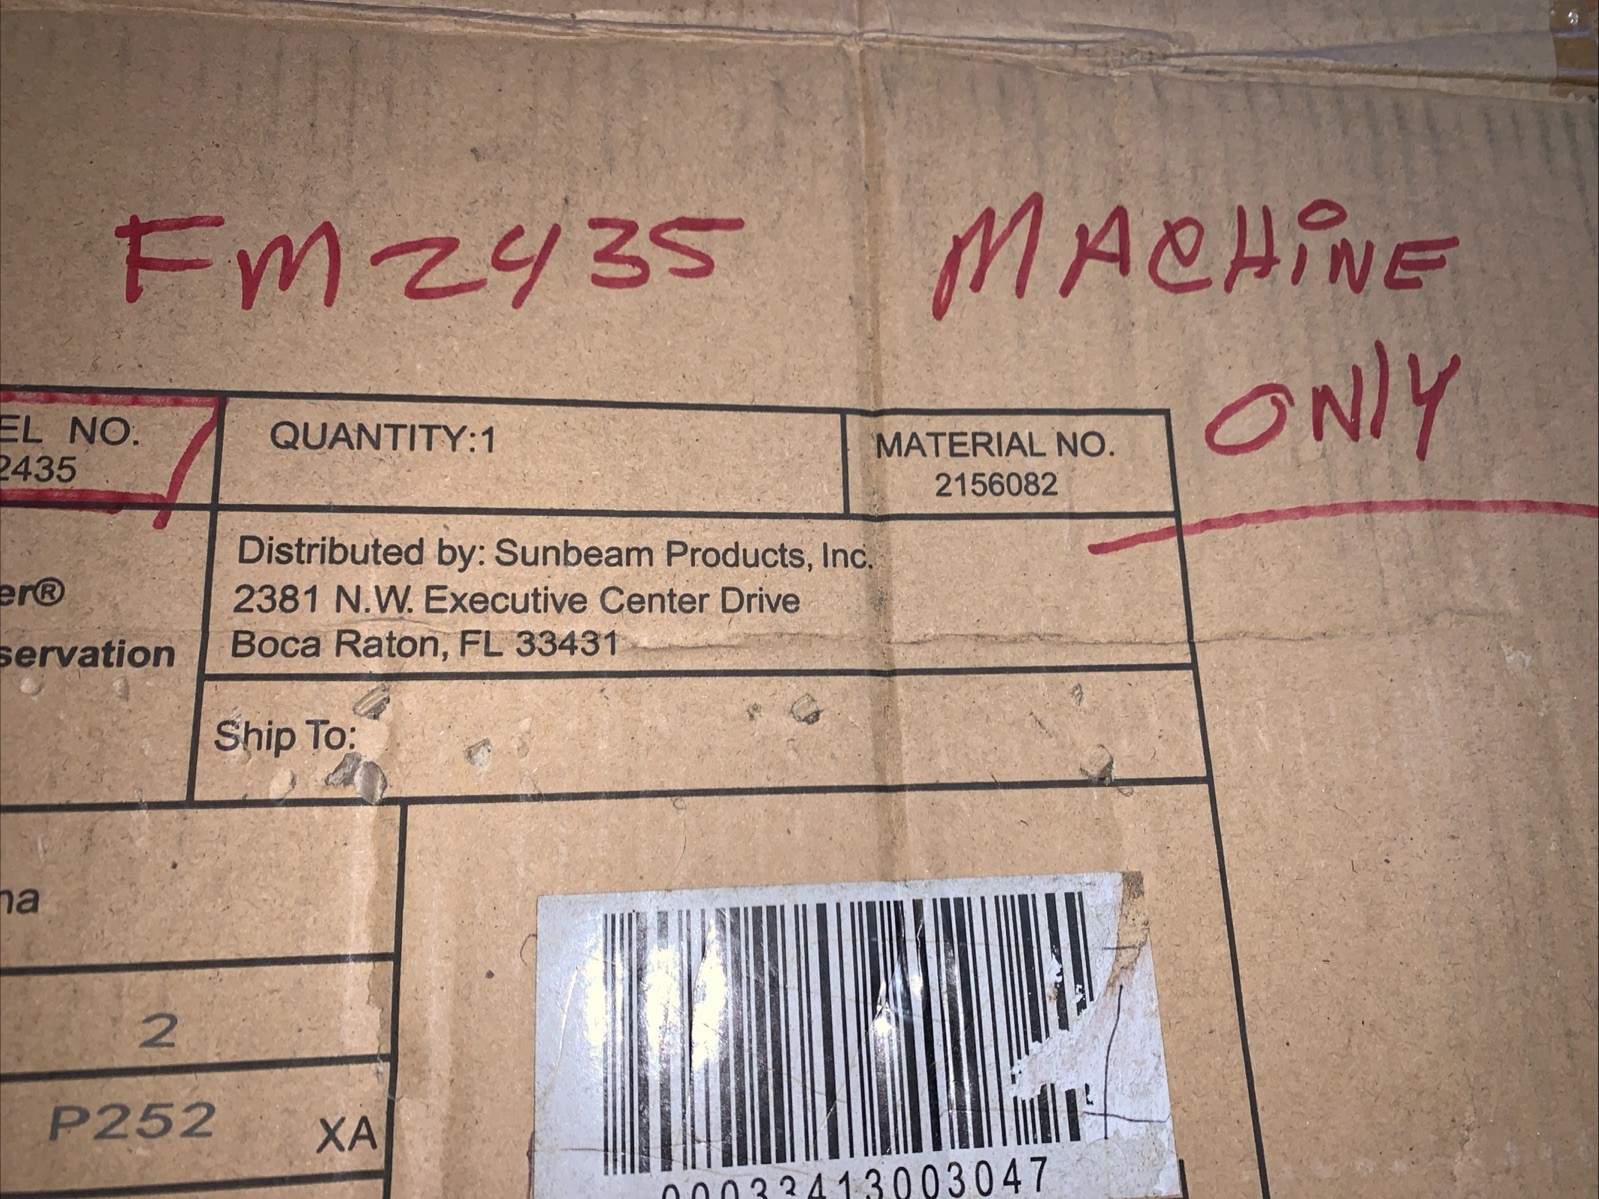 FM2435 MACHINE
ONLY
EL NO.
2435
QUANTITY:1
MATERIAL NO.
2156082
Distributed by: Sunbeam Products, Inc.
2381 N.W. Executive Center Drive
Boca Raton, FL 33431
er®
servation
Ship To:
na
2
P252 XA
00033413003047